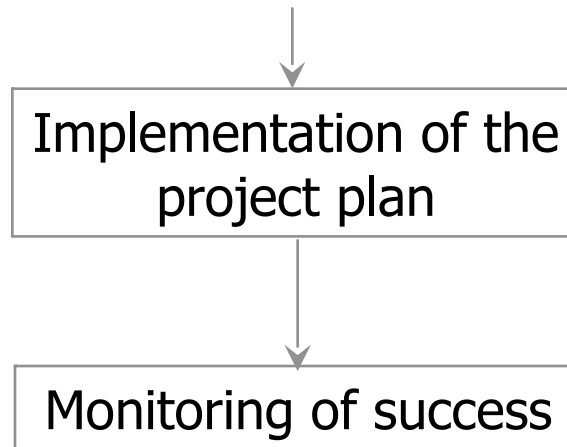 Implementation of the
project plan
Monitoring of success